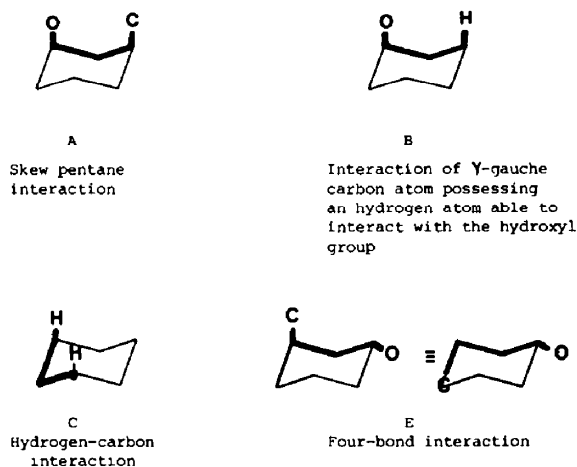 O C
O H
A
B
Skew pentane
interaction
Interaction of γ-gauche
carbon atom possessing
an hydrogen atom able to
interact with the hydroxyl
group
H
H
C
O
≡
C
O
C
Hydrogen-carbon
interaction
E
Four-bond interaction